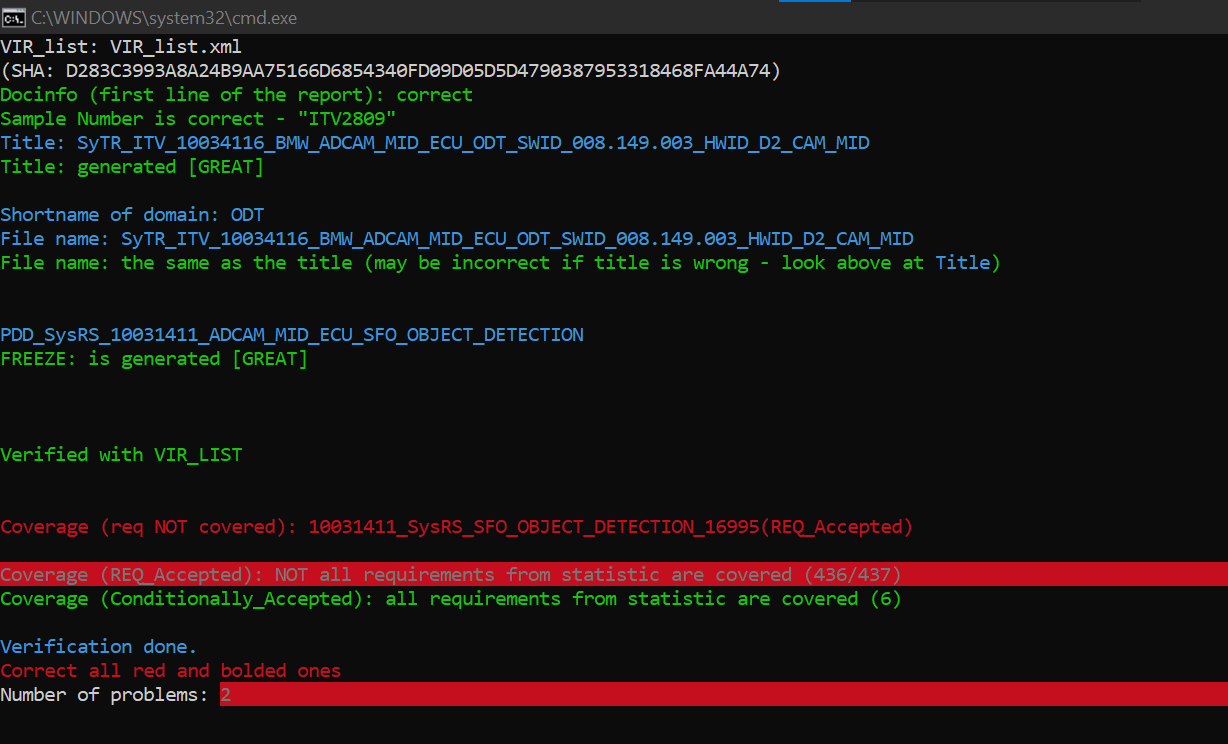 C:\WINDOWS\system32\cmd.exe
VIR_list: VIR_list.xml
(SHA: D283C3993A8A24B9AA75166D6854340FD09D05D5D4790387953318468FA44A74)
Docinfo (first line of the report): correct
Sample Number is correct - "ITV2809"
Title: SyTR_ITV_10034116_BMW_ADCAM_MID_ECU_ODT_SWID_008.149.003_HWID_D2_CAM_MID
Title: generated [GREAT]
Shortname of domain: ODT
File name: SyTR_ITV_10034116_BMW_ADCAM_MID_ECU_ODT_SWID_008.149.003_HWID_D2_CAM_MID
File name: the same as the title (may be incorrect if title is wrong - look above at Title)
PDD_SysRS_10031411_ADCAM_MID_ECU_SFO_OBJECT_DETECTION
FREEZE: is generated [GREAT]
Verified with VIR_LIST
Coverage (req NOT covered): 10031411_SysRS_SFO_OBJECT_DETECTION_16995(REQ_Accepted)
Coverage (REQ_Accepted): NOT all requirements from statistic are covered (436/437)
Coverage (Conditionally_Accepted): all requirements from statistic are covered (6)
Verification done.
Correct all red and bolded ones
Number of problems: 2